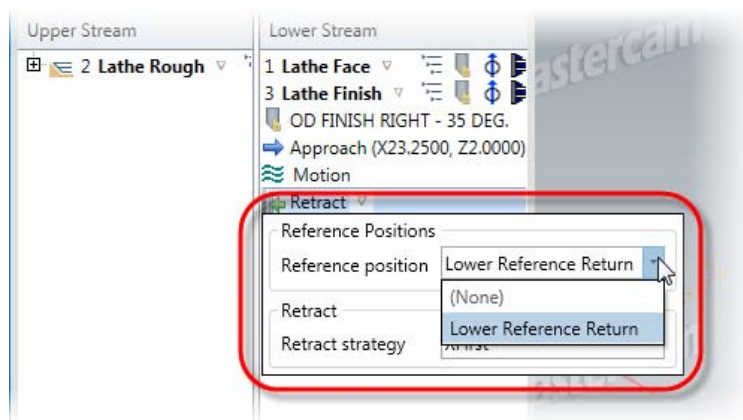 Upper Stream
Lower Stream
2 Lathe Rough
1 Lathe Face
3 Lathe Finish
OD FINISH RIGHT - 35 DEG.
Approach (X23.2500, Z2.0000)
Motion
Retract
Reference Positions
Reference position Lower Reference Return
(None)
Lower Reference Return
Retract
Retract strategy
astercam